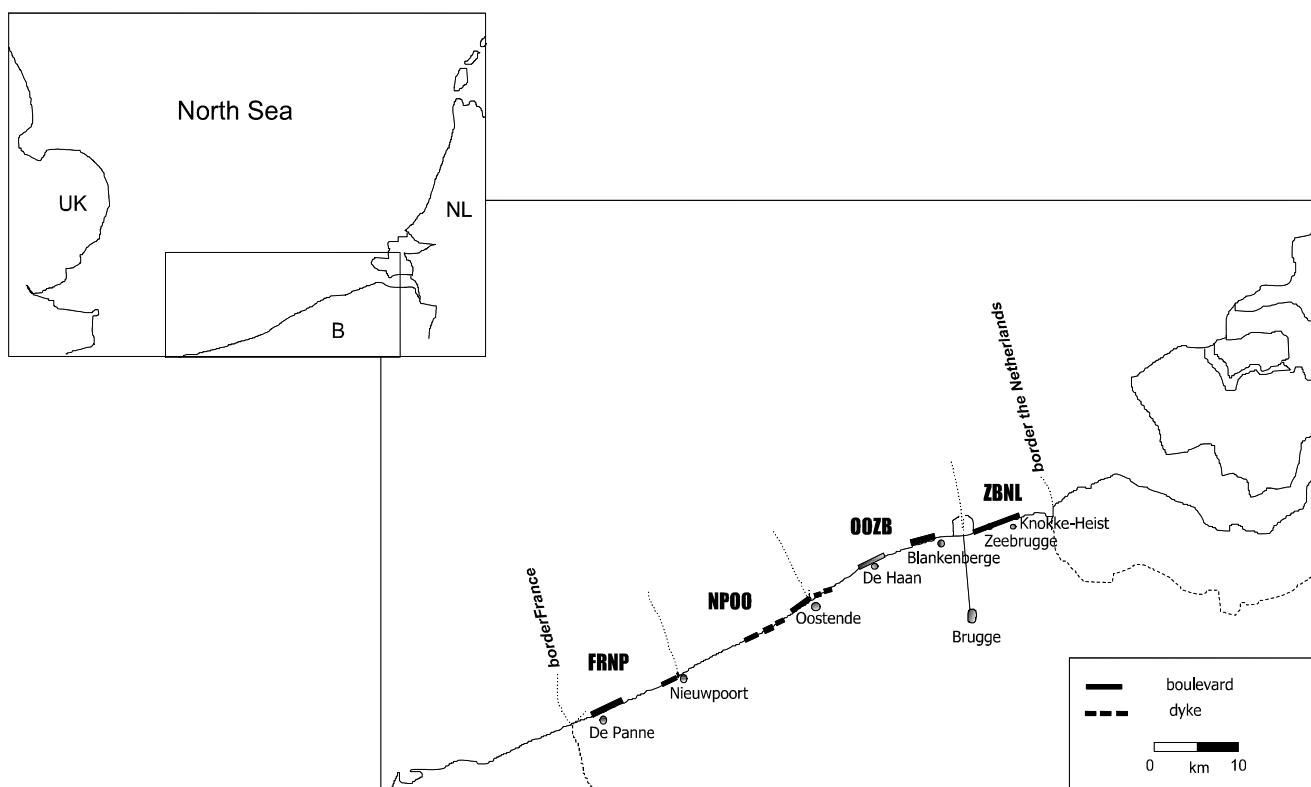 North Sea
UK
NL
B
border the Netherlands
ZBNL
Knokke-Heist
Zeebrugge
OOZB
Blankenberge
De Haan
NPOO
Oostende
Brugge
borderFrance
FRNP
Nieuwpoort
De Panne
boulevard
dyke
0 km 10